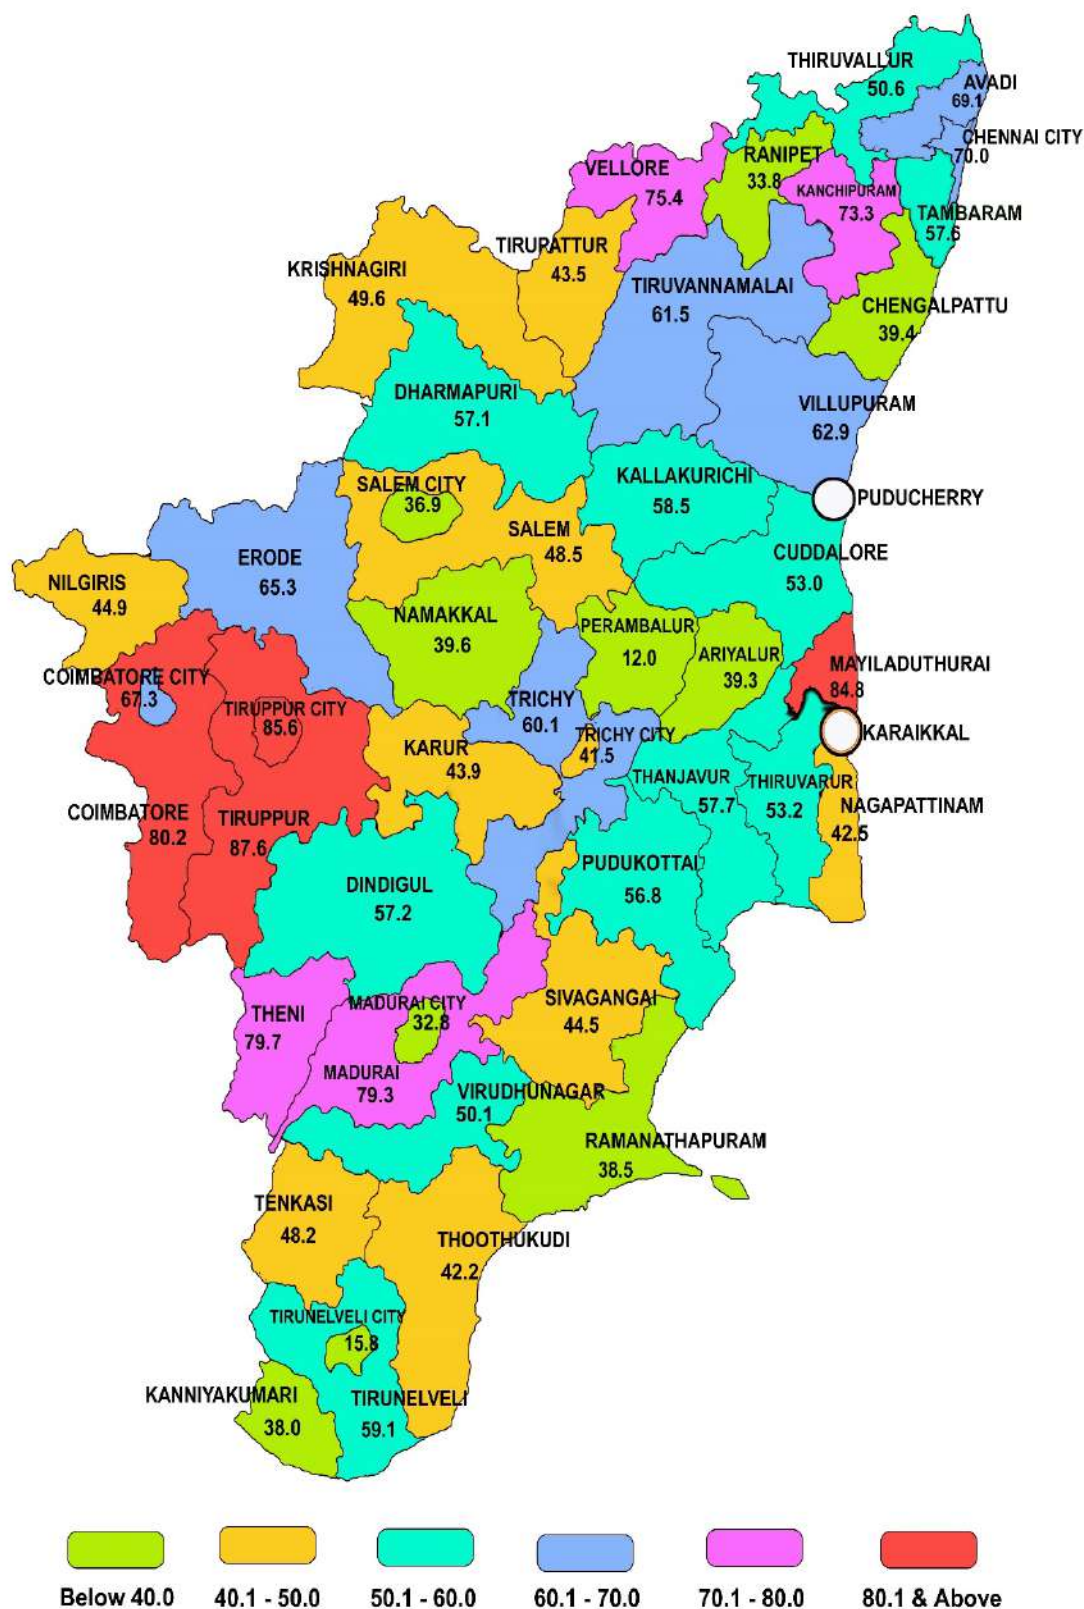 THIRUVALLUR
50.6
AVADI
69.1
CHENNAI CITY
70.0
RANIPET
33.8
VELLORE
75.4
KANCHIPURAM
73.3
TAMBARAM
57.6
TIRUPATTUR
43.5
KRISHNAGIRI
49.6
TIRUVANNAMALAI
61.5
CHENGALPATTU
39.4
DHARMAPURI
57.1
VILLUPURAM
62.9
SALEM CITY
36.9
KALLAKURICHI
58.5
PUDUCHERRY
SALEM
48.5
CUDDALORE
53.0
ERODE
65.3
NILGIRIS
44.9
NAMAKKAL
39.6
PERAMBALUR
12.0
ARIYALUR
39.3
MAYILADUTHURAI
84.8
COIMBATORE CITY
67.3
TIRUPPUR CITY
85.6
TRICHY
60.1
TRICHY CITY
41.5
KARAIKKAL
KARUR
43.9
THANJAVUR
57.7
THIRUVARUR
53.2
NAGAPATTINAM
42.5
COIMBATORE
80.2
TIRUPPUR
87.6
PUDUKOTTAI
56.8
DINDIGUL
57.2
SIVAGANGAI
44.5
MADURAI CITY
32.8
THENI
79.7
MADURAI
79.3
VIRUDHUNAGAR
50.1
RAMANATHAPURAM
38.5
TENKASI
48.2
THOOTHUKUDI
42.2
TIRUNELVELI CITY
15.8
KANNIYAKUMARI
38.0
TIRUNELVELI
59.1
Below 40.0 40.1 - 50.0 50.1 - 60.0 60.1 - 70.0 70.1 - 80.0 80.1 & Above